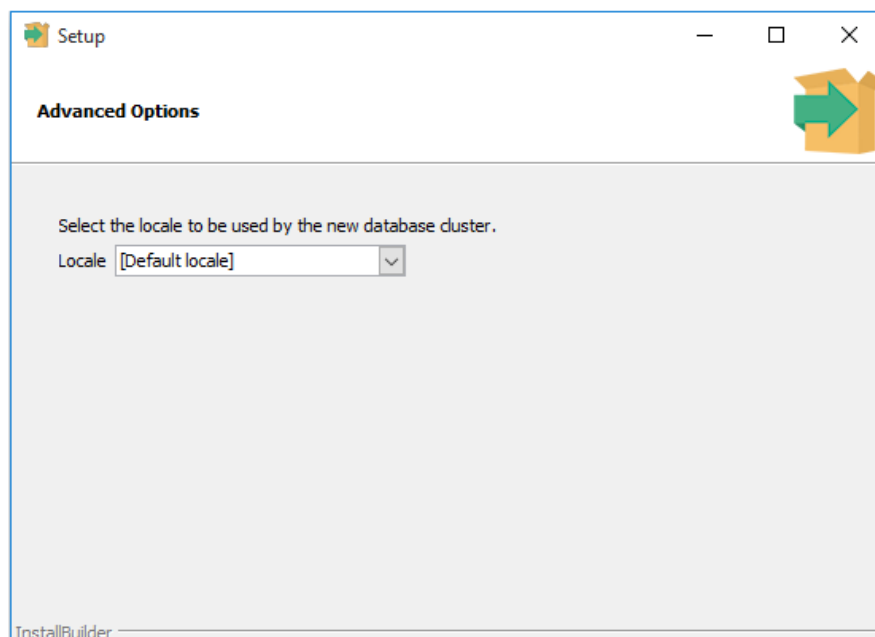 Setup
Advanced Options
Select the locale to be used by the new database cluster.
Locale [Default locale]
InstallBuilder